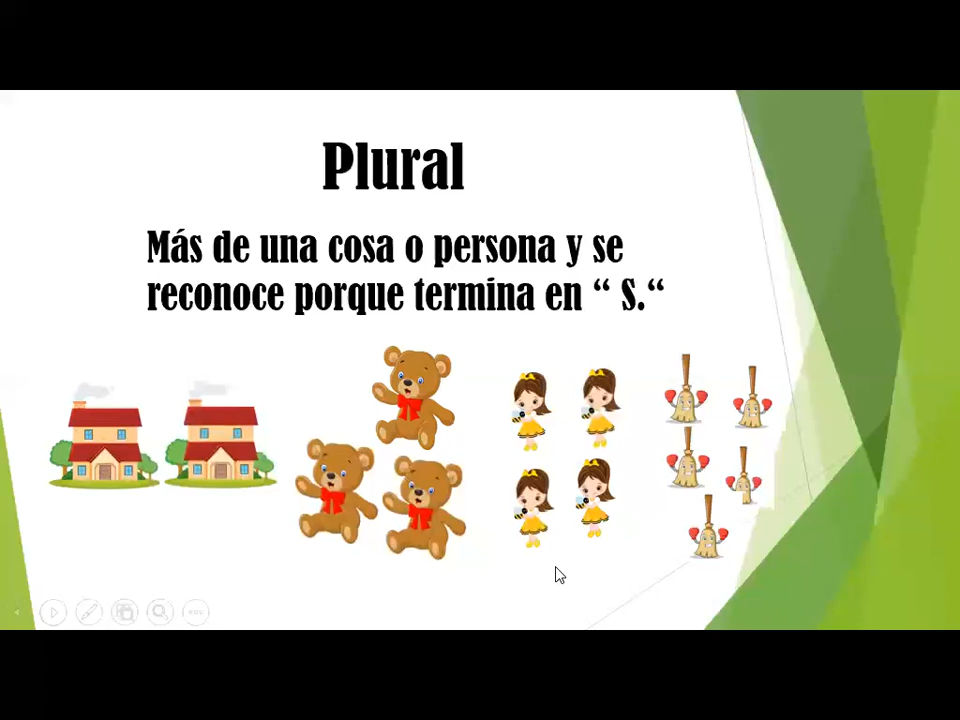 Plural
Más de una cosa o persona y se
reconoce porque termina en “ S.“